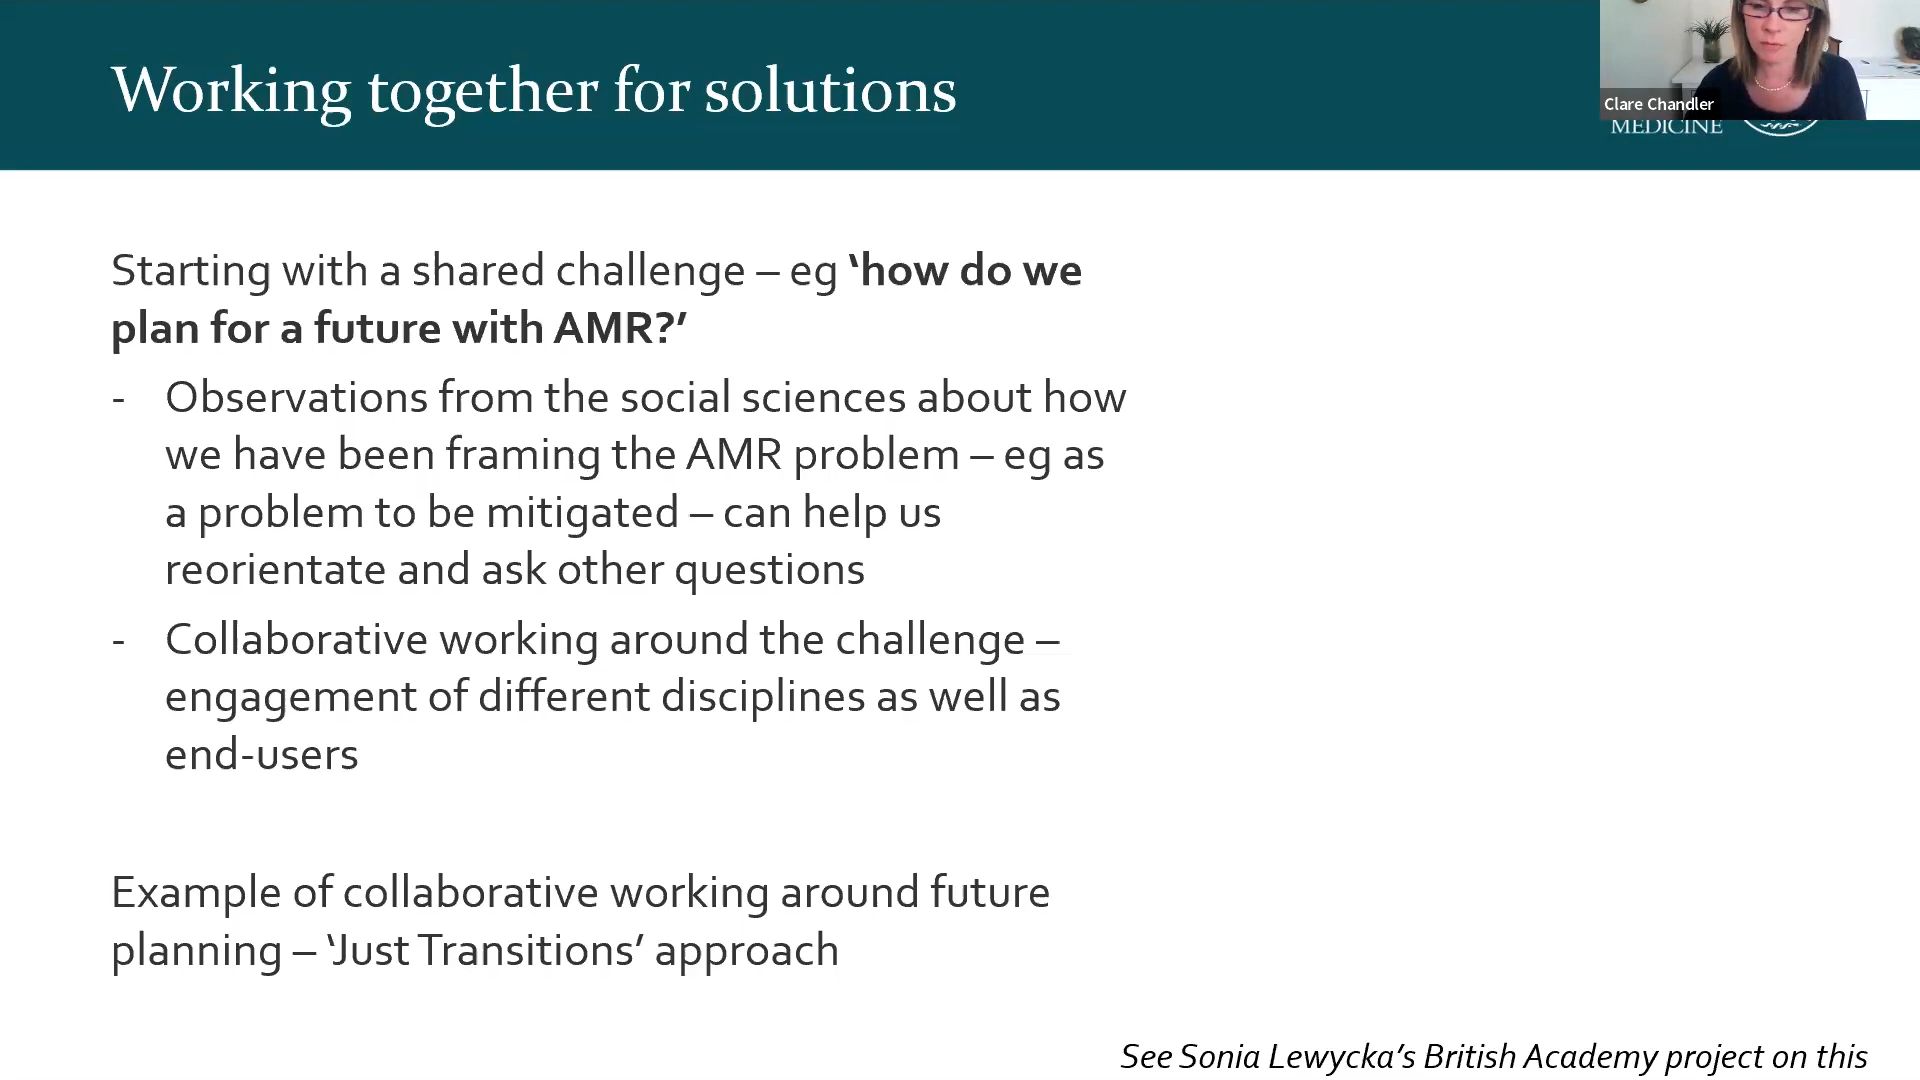 Working together for solutions
Clare Chandler
MEDICINE
Starting with a shared challenge – eg ‘how do we
plan for a future with AMR?’
- Observations from the social sciences about how
we have been framing the AMR problem – eg as
a problem to be mitigated – can help us
reorientate and ask other questions
- Collaborative working around the challenge –
engagement of different disciplines as well as
end-users
Example of collaborative working around future
planning – ‘Just Transitions’ approach
See Sonia Lewycka’s British Academy project on this